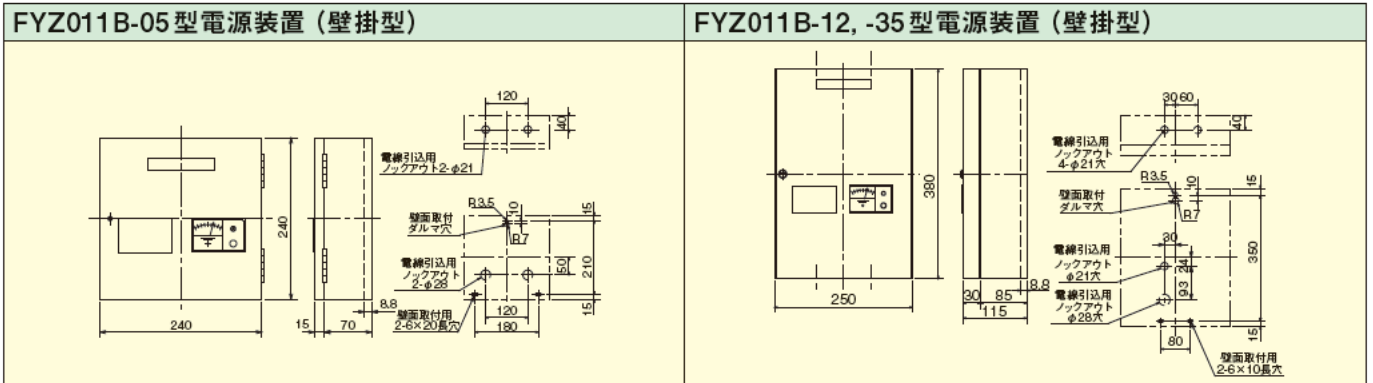 FYZ011B-05型電源装置（壁掛型）
120
40
電線引込用
ノックアウト2-φ21
240
R3.5
10
15
壁面取付
ダルマ穴
R7
電線引込用
ノックアウト
2-φ28
50
210
壁面取付用
2-6×20長穴
120
180
15
8.8
240
15
70
FYZ011B-12, -35型電源装置（壁掛型）
30
60
40
電線引込用
ノックアウト
4-φ21穴
380
R3.5
10
15
壁面取付
ダルマ穴
R7
30
電線引込用
ノックアウト
φ21穴
24
350
93
電線引込用
ノックアウト
φ28穴
8.8
30
85
115
250
80
15
壁面取付用
2-6×10長穴